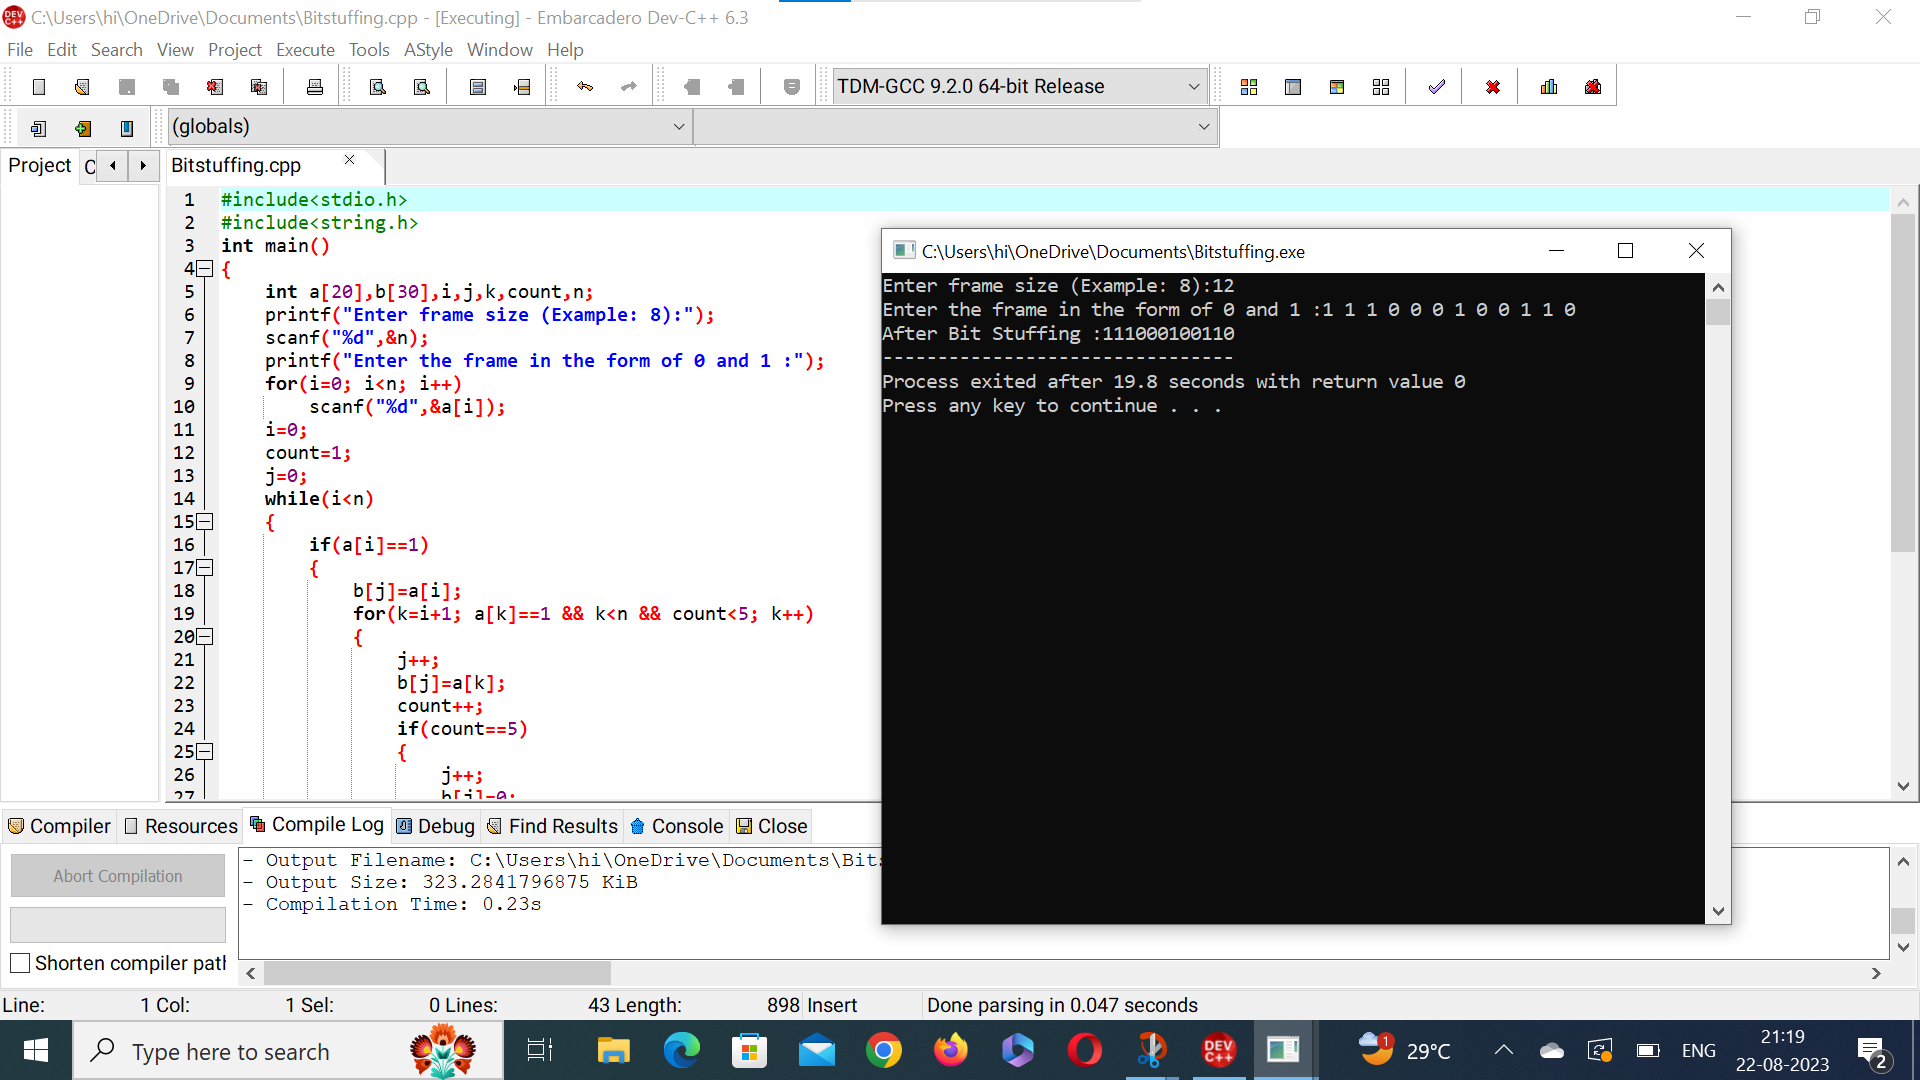 C:\Users\hi\OneDrive\Documents\Bitstuffing.cpp - [Executing] - Embarcadero Dev-C++ 6.3
File Edit Search View Project Execute Tools AStyle Window Help
TDM-GCC 9.2.0 64-bit Release
(globals)
Project C
Bitstuffing.cpp
1 #include<stdio.h>
2 #include<string.h>
3 int main()
4 {
5 int a[20],b[30],i,j,k,count,n;
6 printf("Enter frame size (Example: 8):");
7 scanf("%d",&n);
8 printf("Enter the frame in the form of 0 and 1 :");
9 for(i=0; i<n; i++)
10 scanf("%d",&a[i]);
11 i=0;
12 count=1;
13 j=0;
14 while(i<n)
15 {
16 if(a[i]==1)
17 {
18 b[j]=a[i];
19 for(k=i+1; a[k]==1 && k<n && count<5; k++)
20 {
21 j++;
22 b[j]=a[k];
23 count++;
24 if(count==5)
25 {
26 j++;
27 b[j]=0;
C:\Users\hi\OneDrive\Documents\Bitstuffing.exe
Enter frame size (Example: 8):12
Enter the frame in the form of 0 and 1 :1 1 1 0 0 0 1 0 0 1 1 0
After Bit Stuffing :111000100110
--------------------------------
Process exited after 19.8 seconds with return value 0
Press any key to continue . . .
Compiler Resources Compile Log Debug Find Results Console Close
Abort Compilation
Shorten compiler path
- Output Filename: C:\Users\hi\OneDrive\Documents\Bits
- Output Size: 323.2841796875 KiB
- Compilation Time: 0.23s
Line: 1 Col: 1 Sel: 0 Lines: 43 Length: 898 Insert Done parsing in 0.047 seconds
Type here to search
DEV C++
1
29°C
ENG
21:19
22-08-2023
2